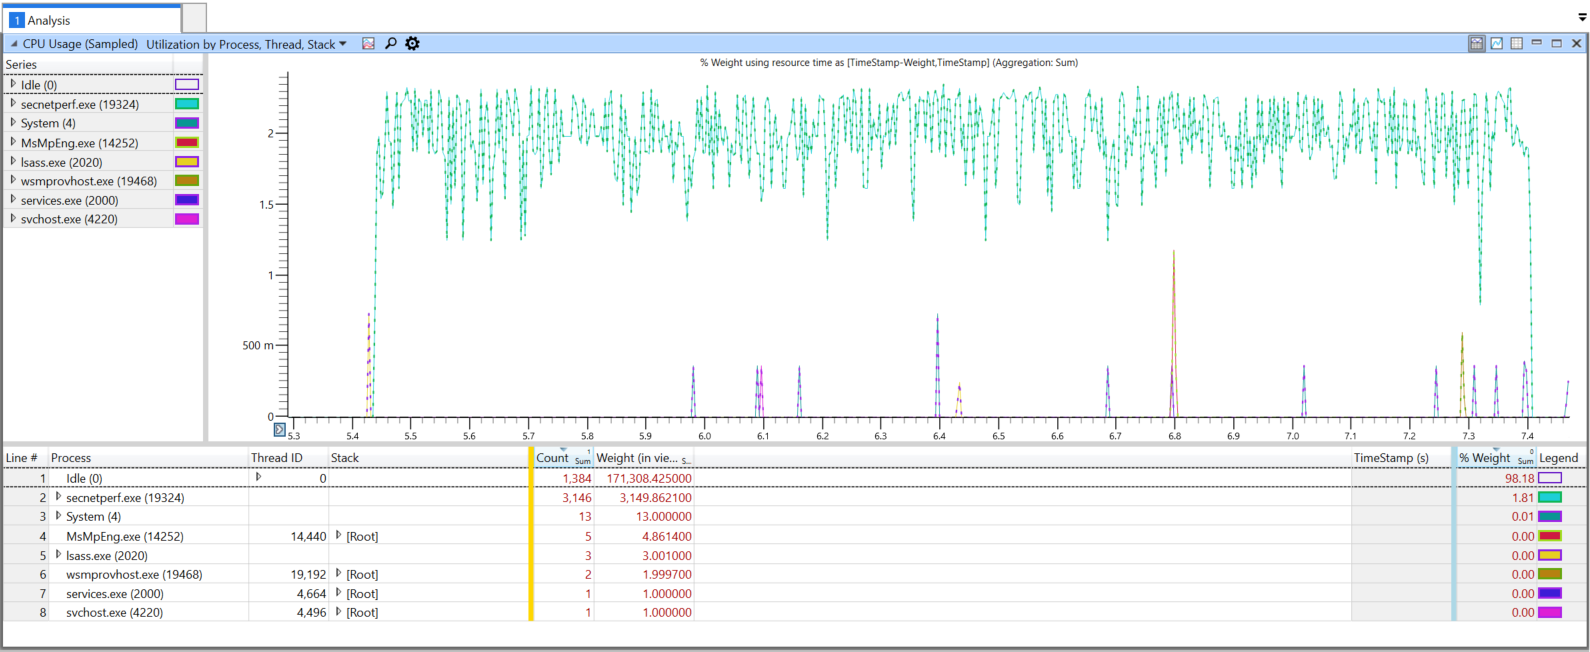 1 Analysis
CPU Usage (Sampled) Utilization by Process, Thread, Stack
Series
Idle (0)
secnetperf.exe (19324)
System (4)
MsMpEng.exe (14252)
lsass.exe (2020)
wsmprovhost.exe (19468)
services.exe (2000)
svchost.exe (4220)
% Weight using resource time as [TimeStamp-Weight,TimeStamp] (Aggregation: Sum)
2
1.5
1
500 m
0
5.3 5.4 5.5 5.6 5.7 5.8 5.9 6.0 6.1 6.2 6.3 6.4 6.5 6.6 6.7 6.8 6.9 7.0 7.1 7.2 7.3 7.4
Line # Process Thread ID Stack Count 1 Sum Weight (in vie... S... TimeStamp (s) % Weight 0 Sum Legend
1 Idle (0) 0 1,384 171,308.425000 98.18
2 secnetperf.exe (19324) 3,146 3,149.862100 1.81
3 System (4) 13 13.000000 0.01
4 MsMpEng.exe (14252) 14,440 [Root] 5 4.861400 0.00
5 lsass.exe (2020) 3 3.001000 0.00
6 wsmprovhost.exe (19468) 19,192 [Root] 2 1.999700 0.00
7 services.exe (2000) 4,664 [Root] 1 1.000000 0.00
8 svchost.exe (4220) 4,496 [Root] 1 1.000000 0.00